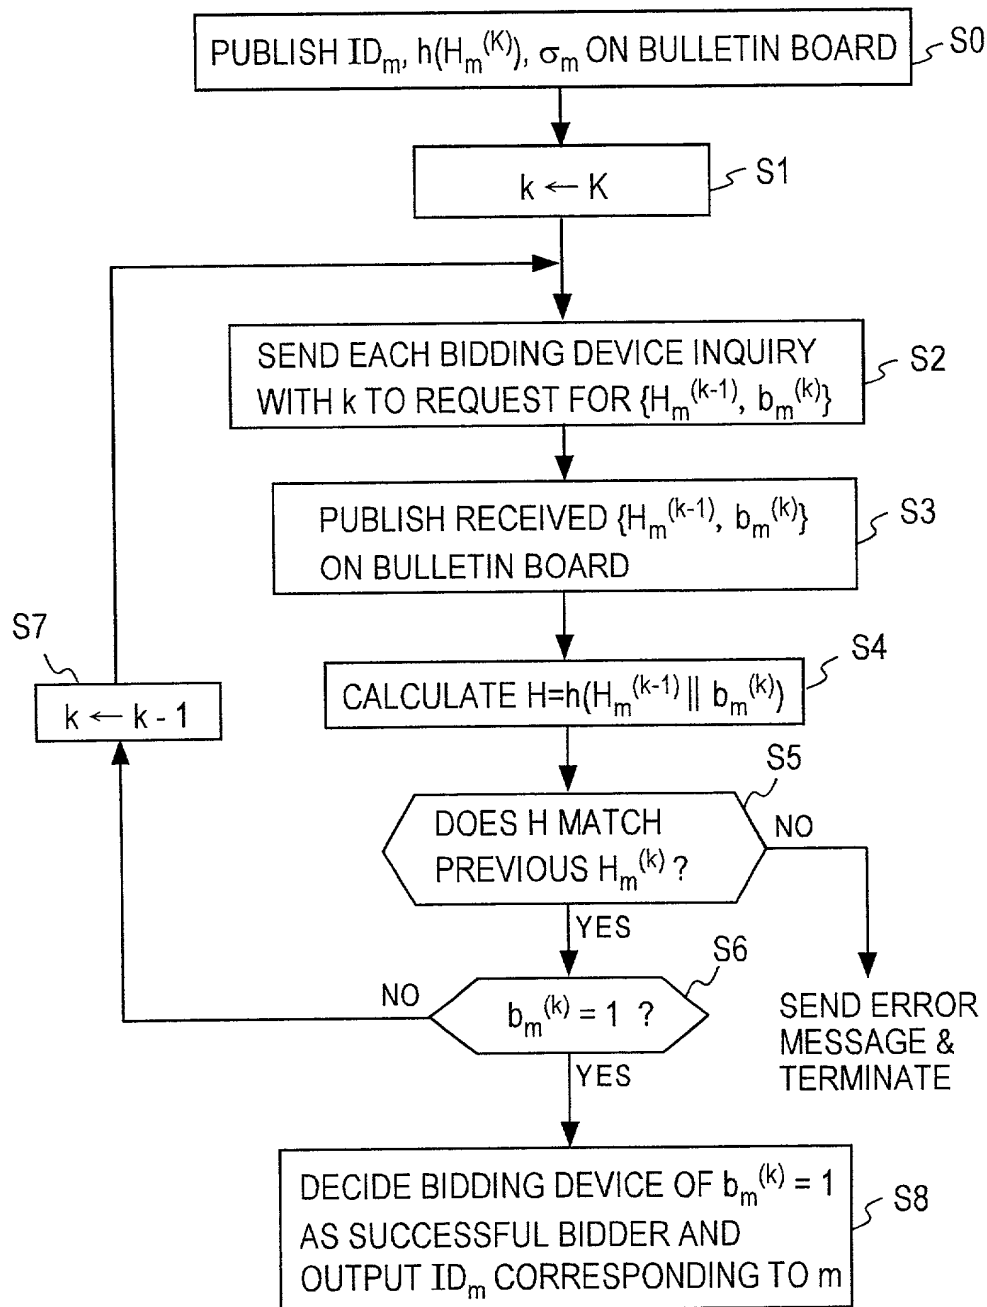 PUBLISH IDₘ, h(Hₘ⁽ᴷ⁾), σₘ ON BULLETIN BOARD
S0
k ← K
S1
SEND EACH BIDDING DEVICE INQUIRY
WITH k TO REQUEST FOR {Hₘ⁽ᵏ⁻¹⁾, bₘ⁽ᵏ⁾}
S2
PUBLISH RECEIVED {Hₘ⁽ᵏ⁻¹⁾, bₘ⁽ᵏ⁾}
ON BULLETIN BOARD
S3
S7
k ← k - 1
CALCULATE H=h(Hₘ⁽ᵏ⁻¹⁾ || bₘ⁽ᵏ⁾)
S4
DOES H MATCH
PREVIOUS Hₘ⁽ᵏ⁾ ?
S5
NO
YES
bₘ⁽ᵏ⁾ = 1 ?
S6
NO
YES
SEND ERROR
MESSAGE &
TERMINATE
DECIDE BIDDING DEVICE OF bₘ⁽ᵏ⁾ = 1
AS SUCCESSFUL BIDDER AND
OUTPUT IDₘ CORRESPONDING TO m
S8